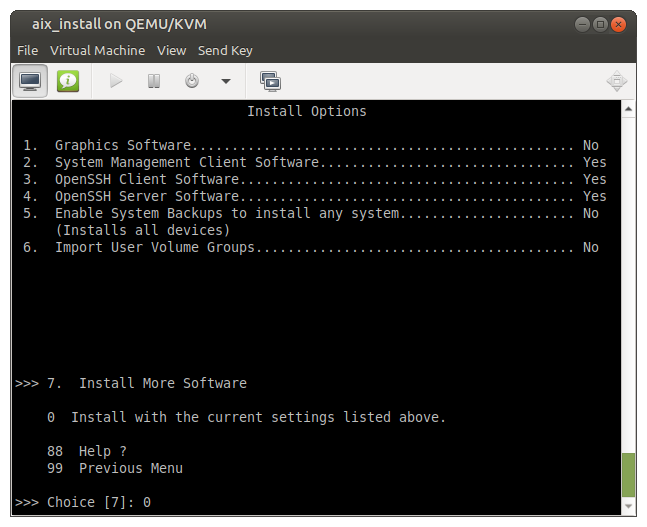 aix_install on QEMU/KVM
File Virtual Machine View Send Key
Install Options
1. Graphics Software................................................ No
2. System Management Client Software................................ Yes
3. OpenSSH Client Software.......................................... Yes
4. OpenSSH Server Software.......................................... Yes
5. Enable System Backups to install any system...................... No
(Installs all devices)
6. Import User Volume Groups........................................ No
>>> 7. Install More Software
0 Install with the current settings listed above.
88 Help ?
99 Previous Menu
>>> Choice [7]: 0